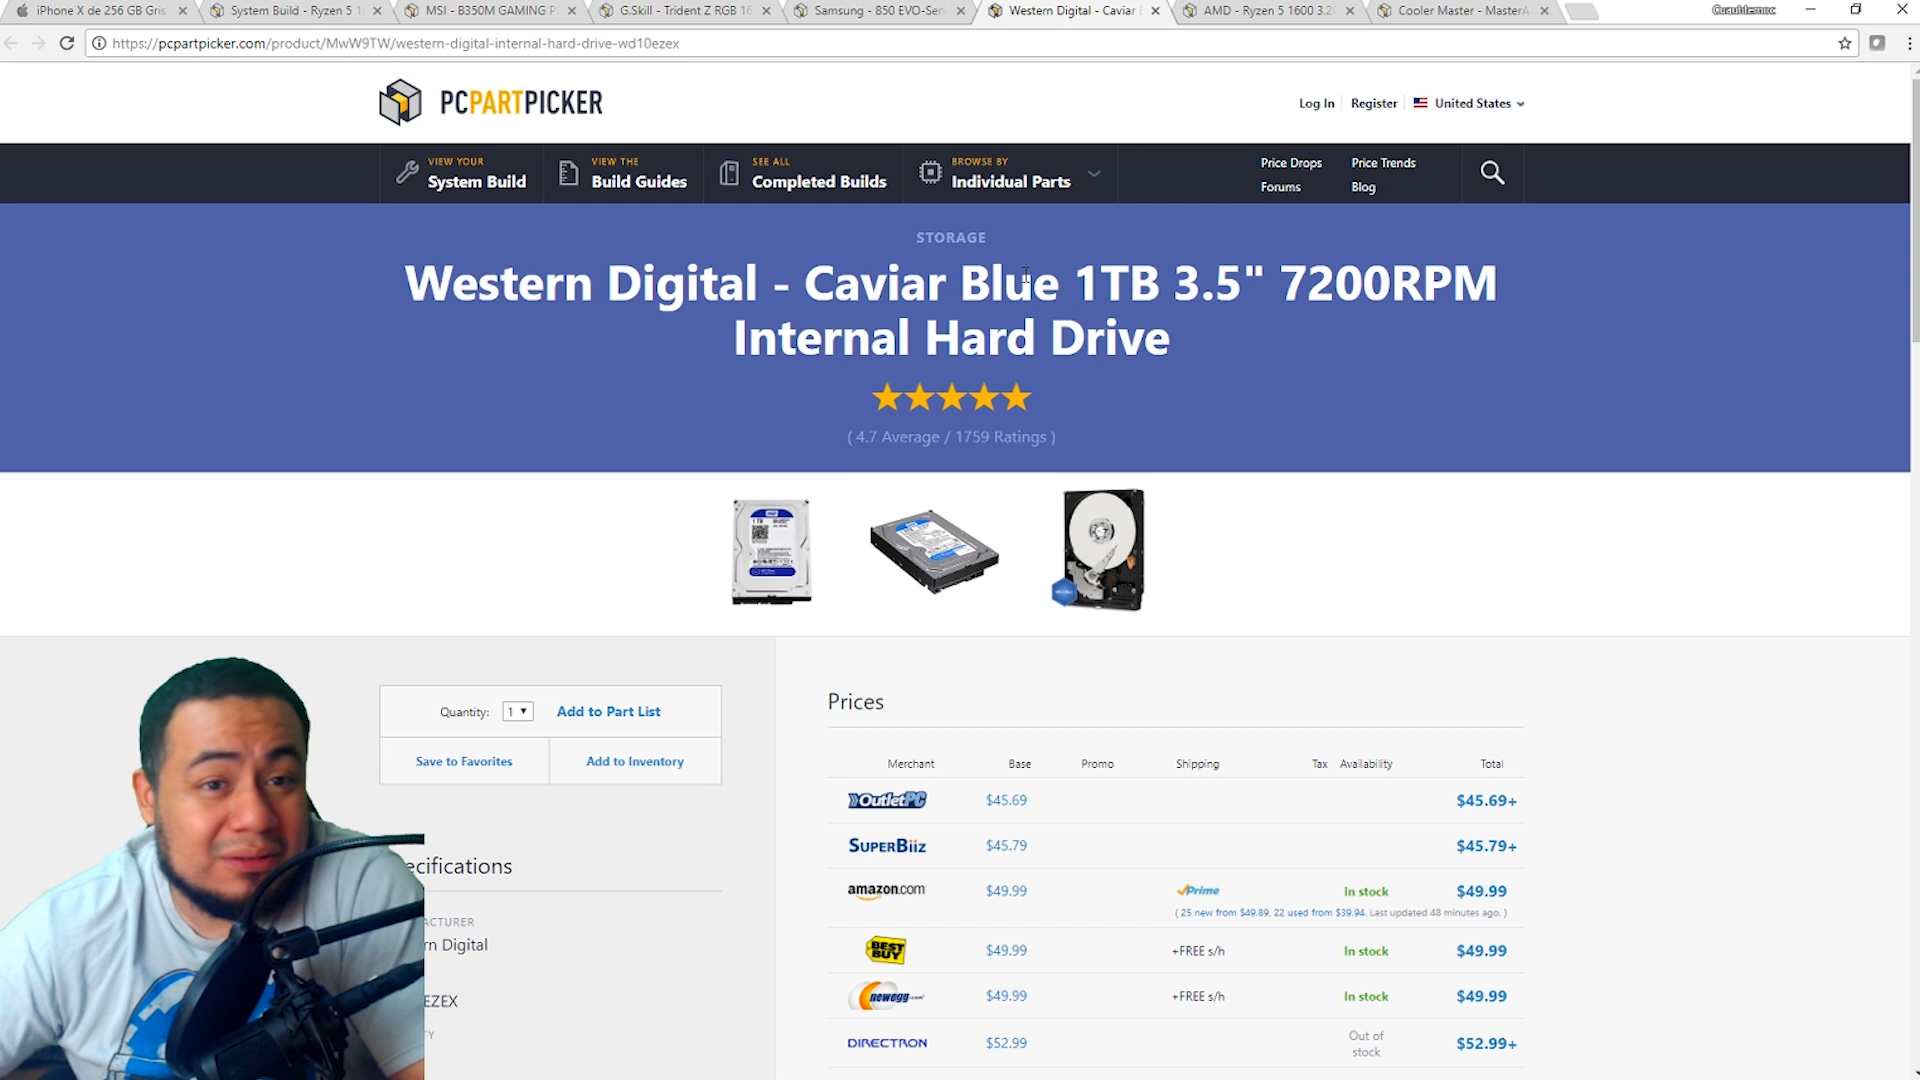 iPhone X de 256 GB Gris
System Build - Ryzen 5 1
MSI - B350M GAMING P
G.Skill - Trident Z RGB 16
Samsung - 850 EVO-Seri
Western Digital - Caviar
AMD - Ryzen 5 1600 3.2
Cooler Master - MasterA
Cuauhtemoc
https://pcpartpicker.com/product/MwW9TW/western-digital-internal-hard-drive-wd10ezex
PCPARTPICKER
Log In
Register
United States
VIEW YOUR
System Build
VIEW THE
Build Guides
SEE ALL
Completed Builds
BROWSE BY
Individual Parts
Price Drops
Price Trends
Forums
Blog
STORAGE
Western Digital - Caviar Blue 1TB 3.5" 7200RPM
Internal Hard Drive
( 4.7 Average / 1759 Ratings )
1 TB
Quantity: 1
Add to Part List
Save to Favorites
Add to Inventory
ecifications
ACTURER
rn Digital
EZEX
Y
Prices
Merchant Base Promo Shipping Tax Availability Total
OutletPC $45.69 $45.69+
SUPERBIIZ $45.79 $45.79+
amazon.com $49.99 Prime In stock $49.99
( 25 new from $49.89, 22 used from $39.94. Last updated 48 minutes ago. )
BEST BUY $49.99 +FREE s/h In stock $49.99
newegg.com $49.99 +FREE s/h In stock $49.99
DIRECTRON $52.99 Out of stock $52.99+